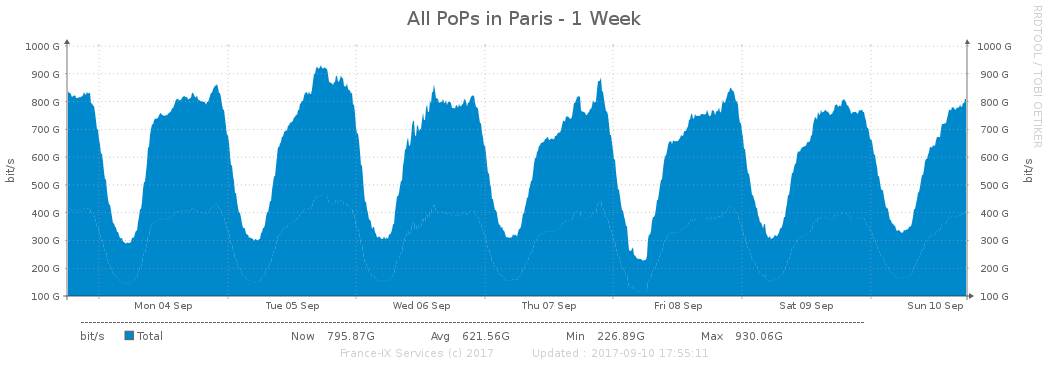 All PoPs in Paris - 1 Week
RRDTOOL / TOBI OETIKER
bit/s
bit/s
1000 G 1000 G
900 G 900 G
800 G 800 G
700 G 700 G
600 G 600 G
500 G 500 G
400 G 400 G
300 G 300 G
200 G 200 G
100 G 100 G
Mon 04 Sep Tue 05 Sep Wed 06 Sep Thu 07 Sep Fri 08 Sep Sat 09 Sep Sun 10 Sep
bit/s Total Now 795.87G Avg 621.56G Min 226.89G Max 930.06G
France-IX Services (c) 2017 Updated : 2017-09-10 17:55:11